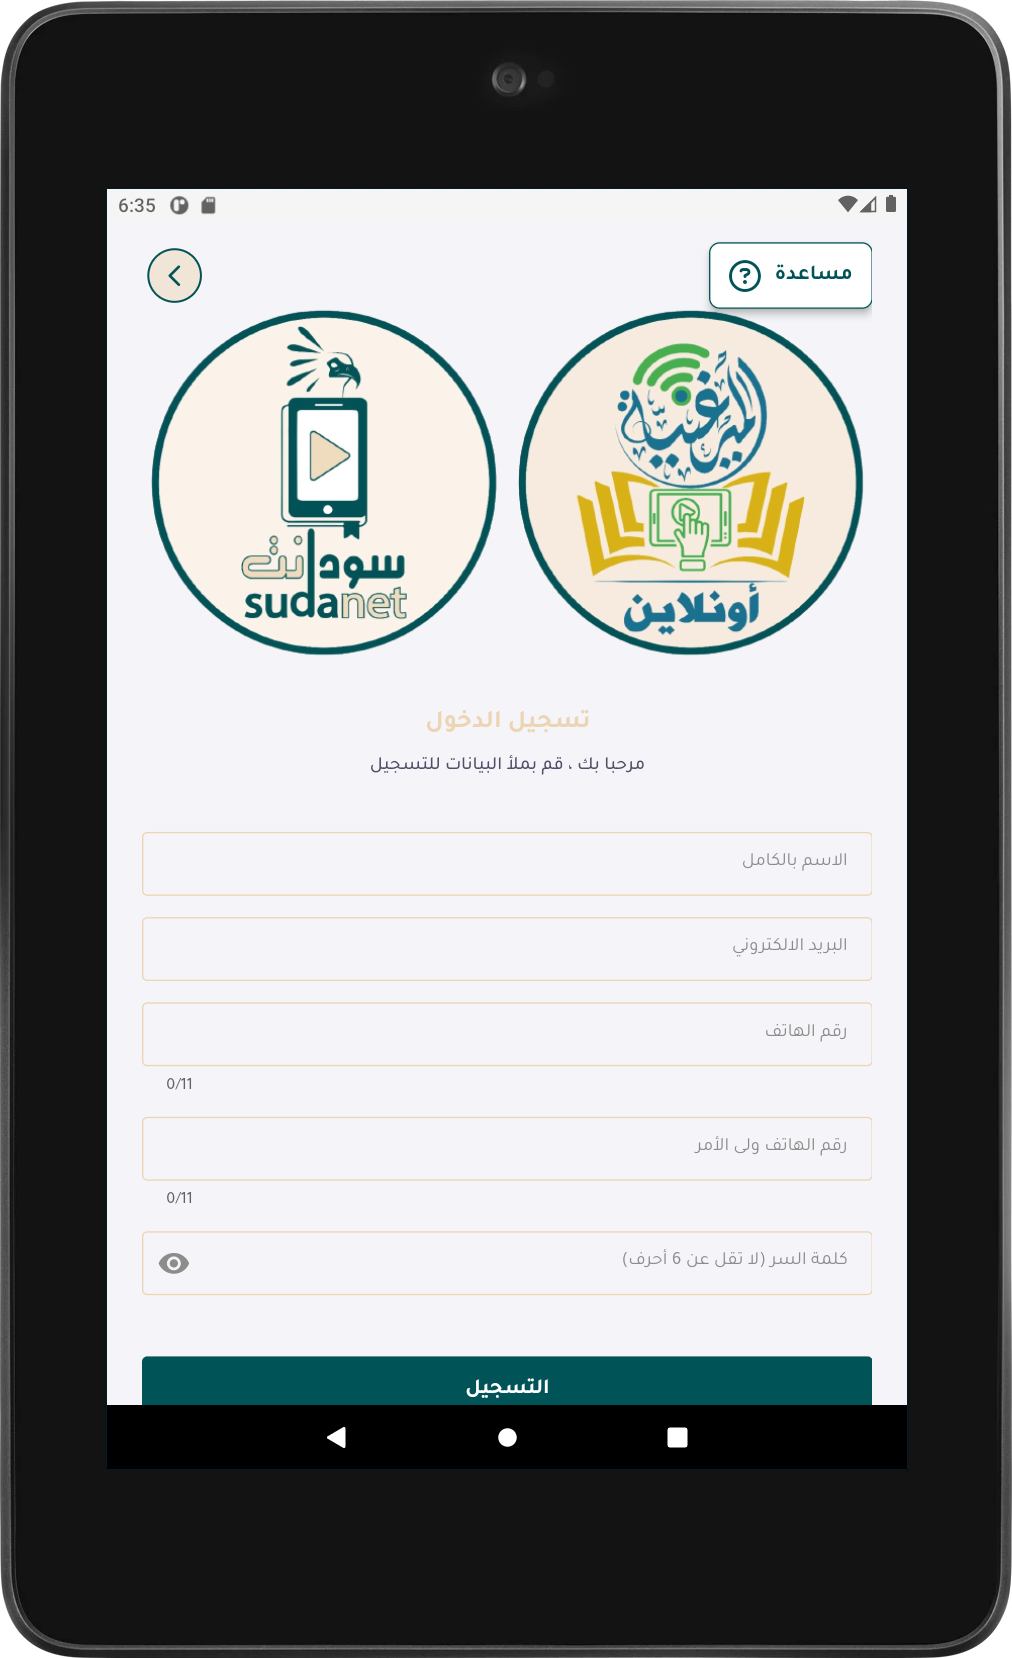 6:35
مساعدة
سودانت
sudanet
الميرغنية
أونلاين
تسجيل الدخول
مرحبا بك ، قم بملأ البيانات للتسجيل
الاسم بالكامل
البريد الالكتروني
رقم الهاتف
0/11
رقم الهاتف ولى الأمر
0/11
كلمة السر (لا تقل عن 6 أحرف)
التسجيل